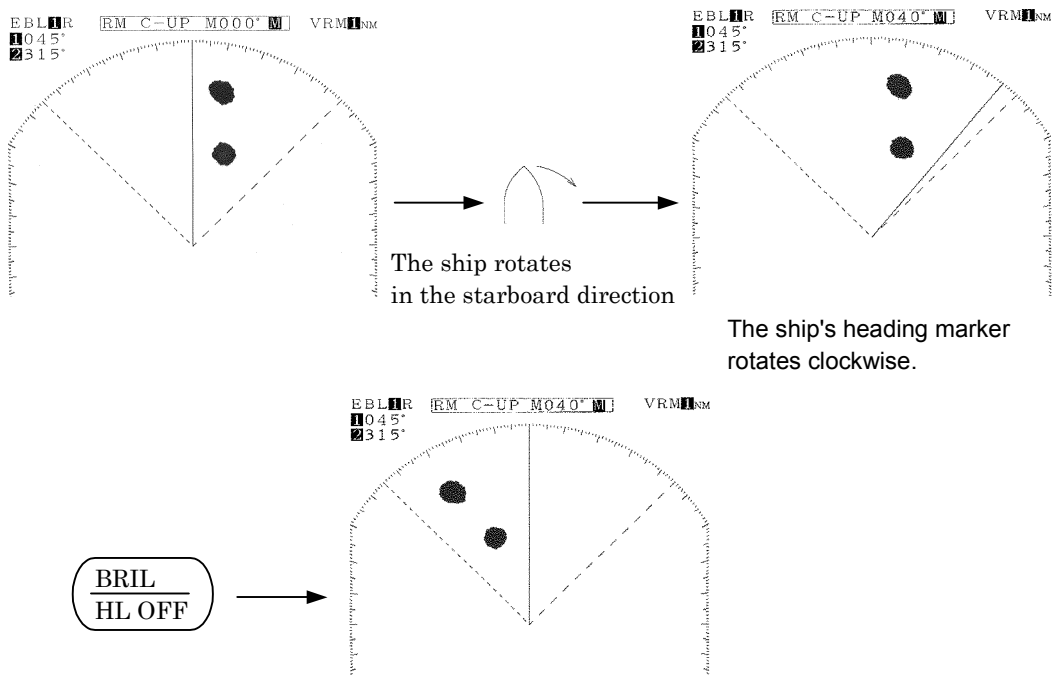 EBL1R RM C-UP M000° M VRM1NM
1045°
2315°
EBL1R RM C-UP M040° M VRM1NM
1045°
2315°
The ship rotates
in the starboard direction
The ship's heading marker
rotates clockwise.
EBL1R RM C-UP M040° M VRM1NM
1045°
2315°
BRIL
HL OFF